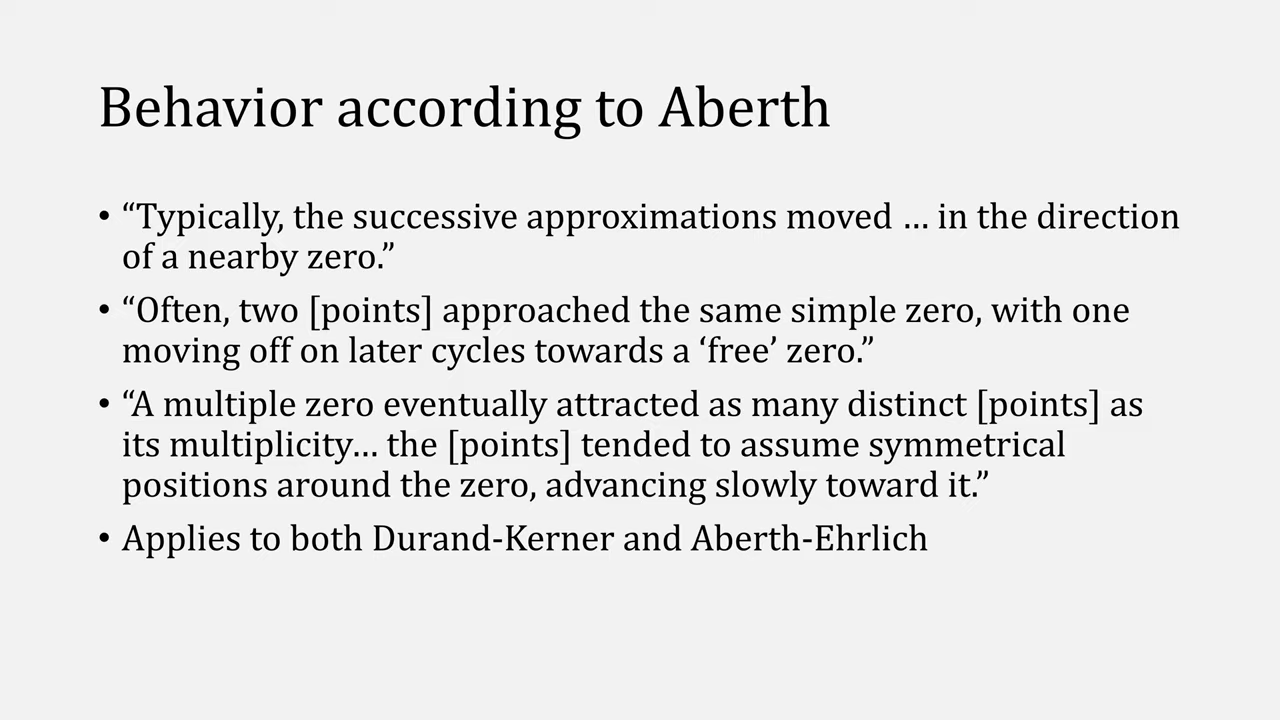 Behavior according to Aberth
• “Typically, the successive approximations moved … in the direction
of a nearby zero.”
• “Often, two [points] approached the same simple zero, with one
moving off on later cycles towards a ‘free’ zero.”
• “A multiple zero eventually attracted as many distinct [points] as
its multiplicity… the [points] tended to assume symmetrical
positions around the zero, advancing slowly toward it.”
• Applies to both Durand-Kerner and Aberth-Ehrlich